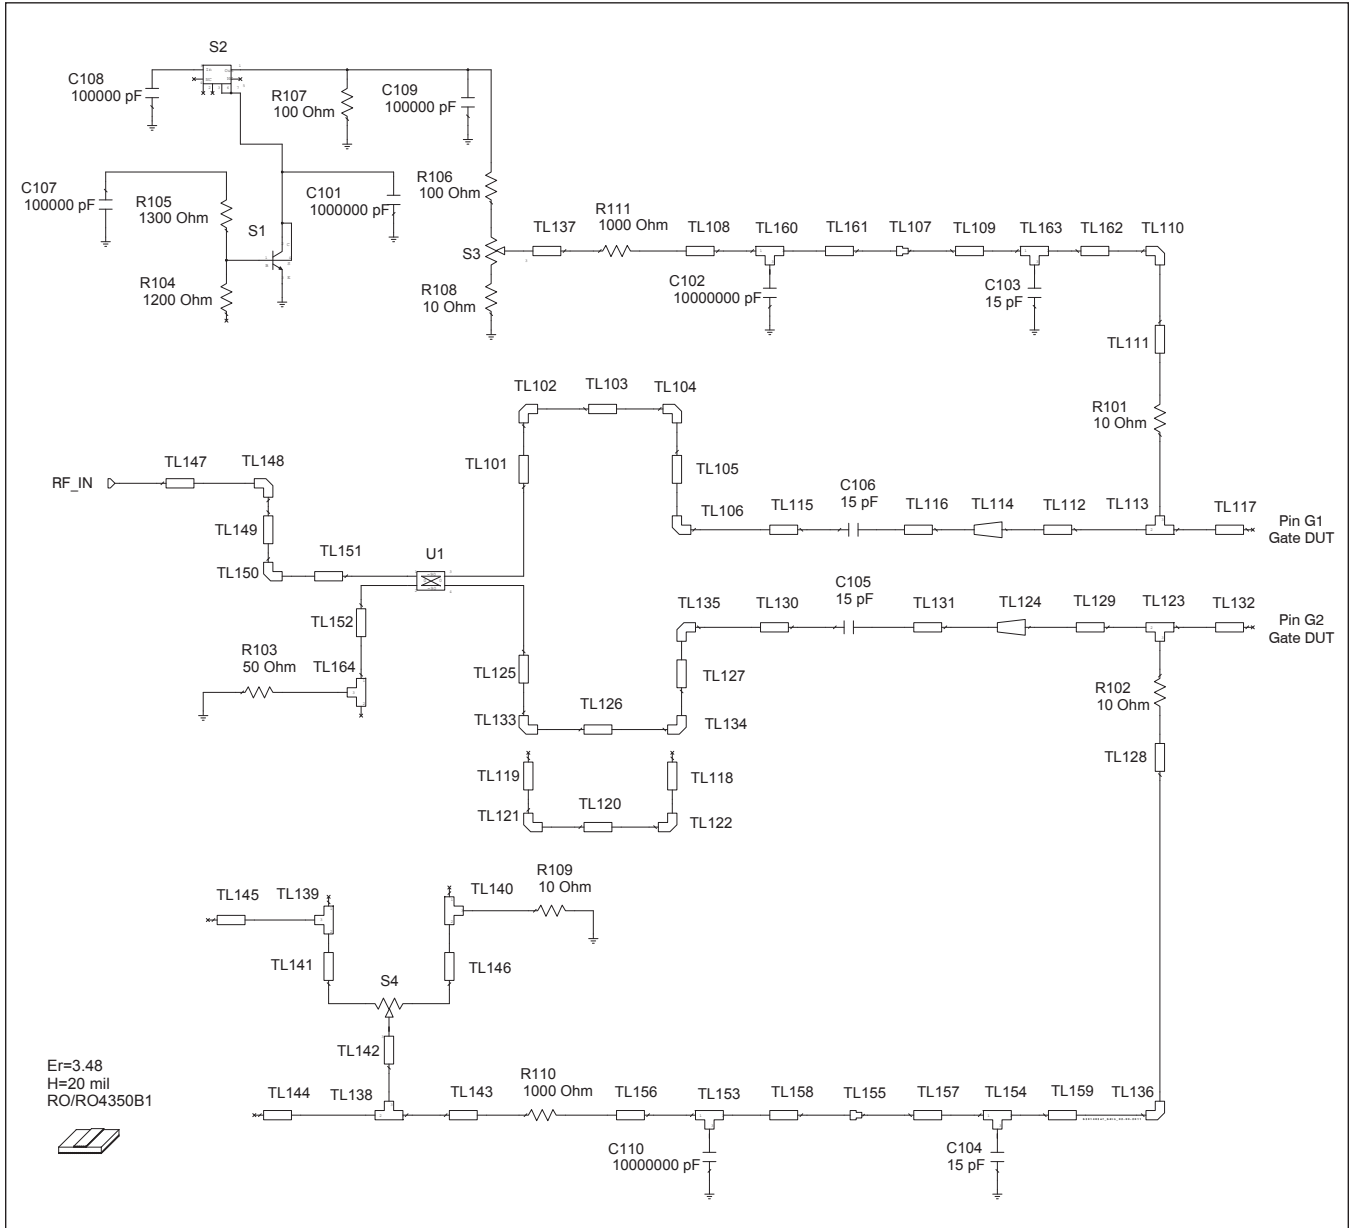 S2
C108
100000 pF
R107
100 Ohm
C109
100000 pF
C107
100000 pF
R105
1300 Ohm
S1
C101
1000000 pF
R106
100 Ohm
R104
1200 Ohm
S3
R108
10 Ohm
TL137
R111
1000 Ohm
TL108
TL160
TL161
TL107
TL109
TL163
TL162
TL110
C102
10000000 pF
C103
15 pF
TL111
TL102
TL103
TL104
R101
10 Ohm
RF_IN
TL147
TL148
TL101
TL105
C106
15 pF
TL106
TL115
TL116
TL114
TL112
TL113
TL117
Pin G1
Gate DUT
TL149
TL150
TL151
U1
TL152
C105
15 pF
TL135
TL130
TL131
TL124
TL129
TL123
TL132
Pin G2
Gate DUT
R103
50 Ohm
TL164
TL125
TL127
TL126
TL133
TL134
R102
10 Ohm
TL128
TL119
TL118
TL120
TL121
TL122
TL145
TL139
TL140
R109
10 Ohm
TL141
S4
TL146
TL142
Er=3.48
H=20 mil
RO/RO4350B1
TL144
TL138
TL143
R110
1000 Ohm
TL156
TL153
TL158
TL155
TL157
TL154
TL159
TL136
C110
10000000 pF
C104
15 pF